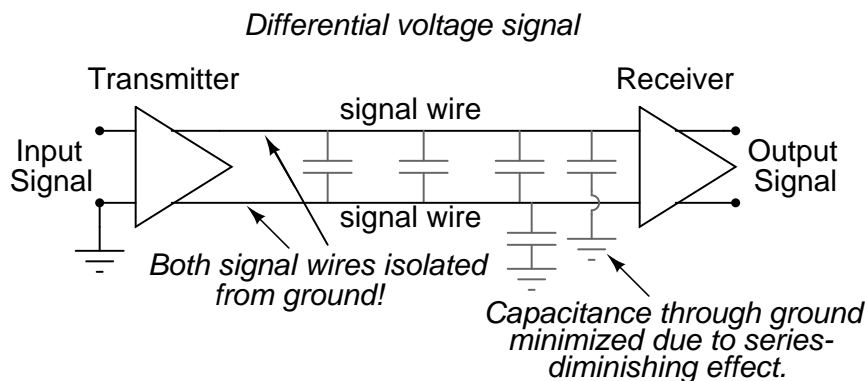 Differential voltage signal
Transmitter
Receiver
signal wire
Input
Signal
Output
Signal
signal wire
Both signal wires isolated
from ground!
Capacitance through ground
minimized due to series-
diminishing effect.